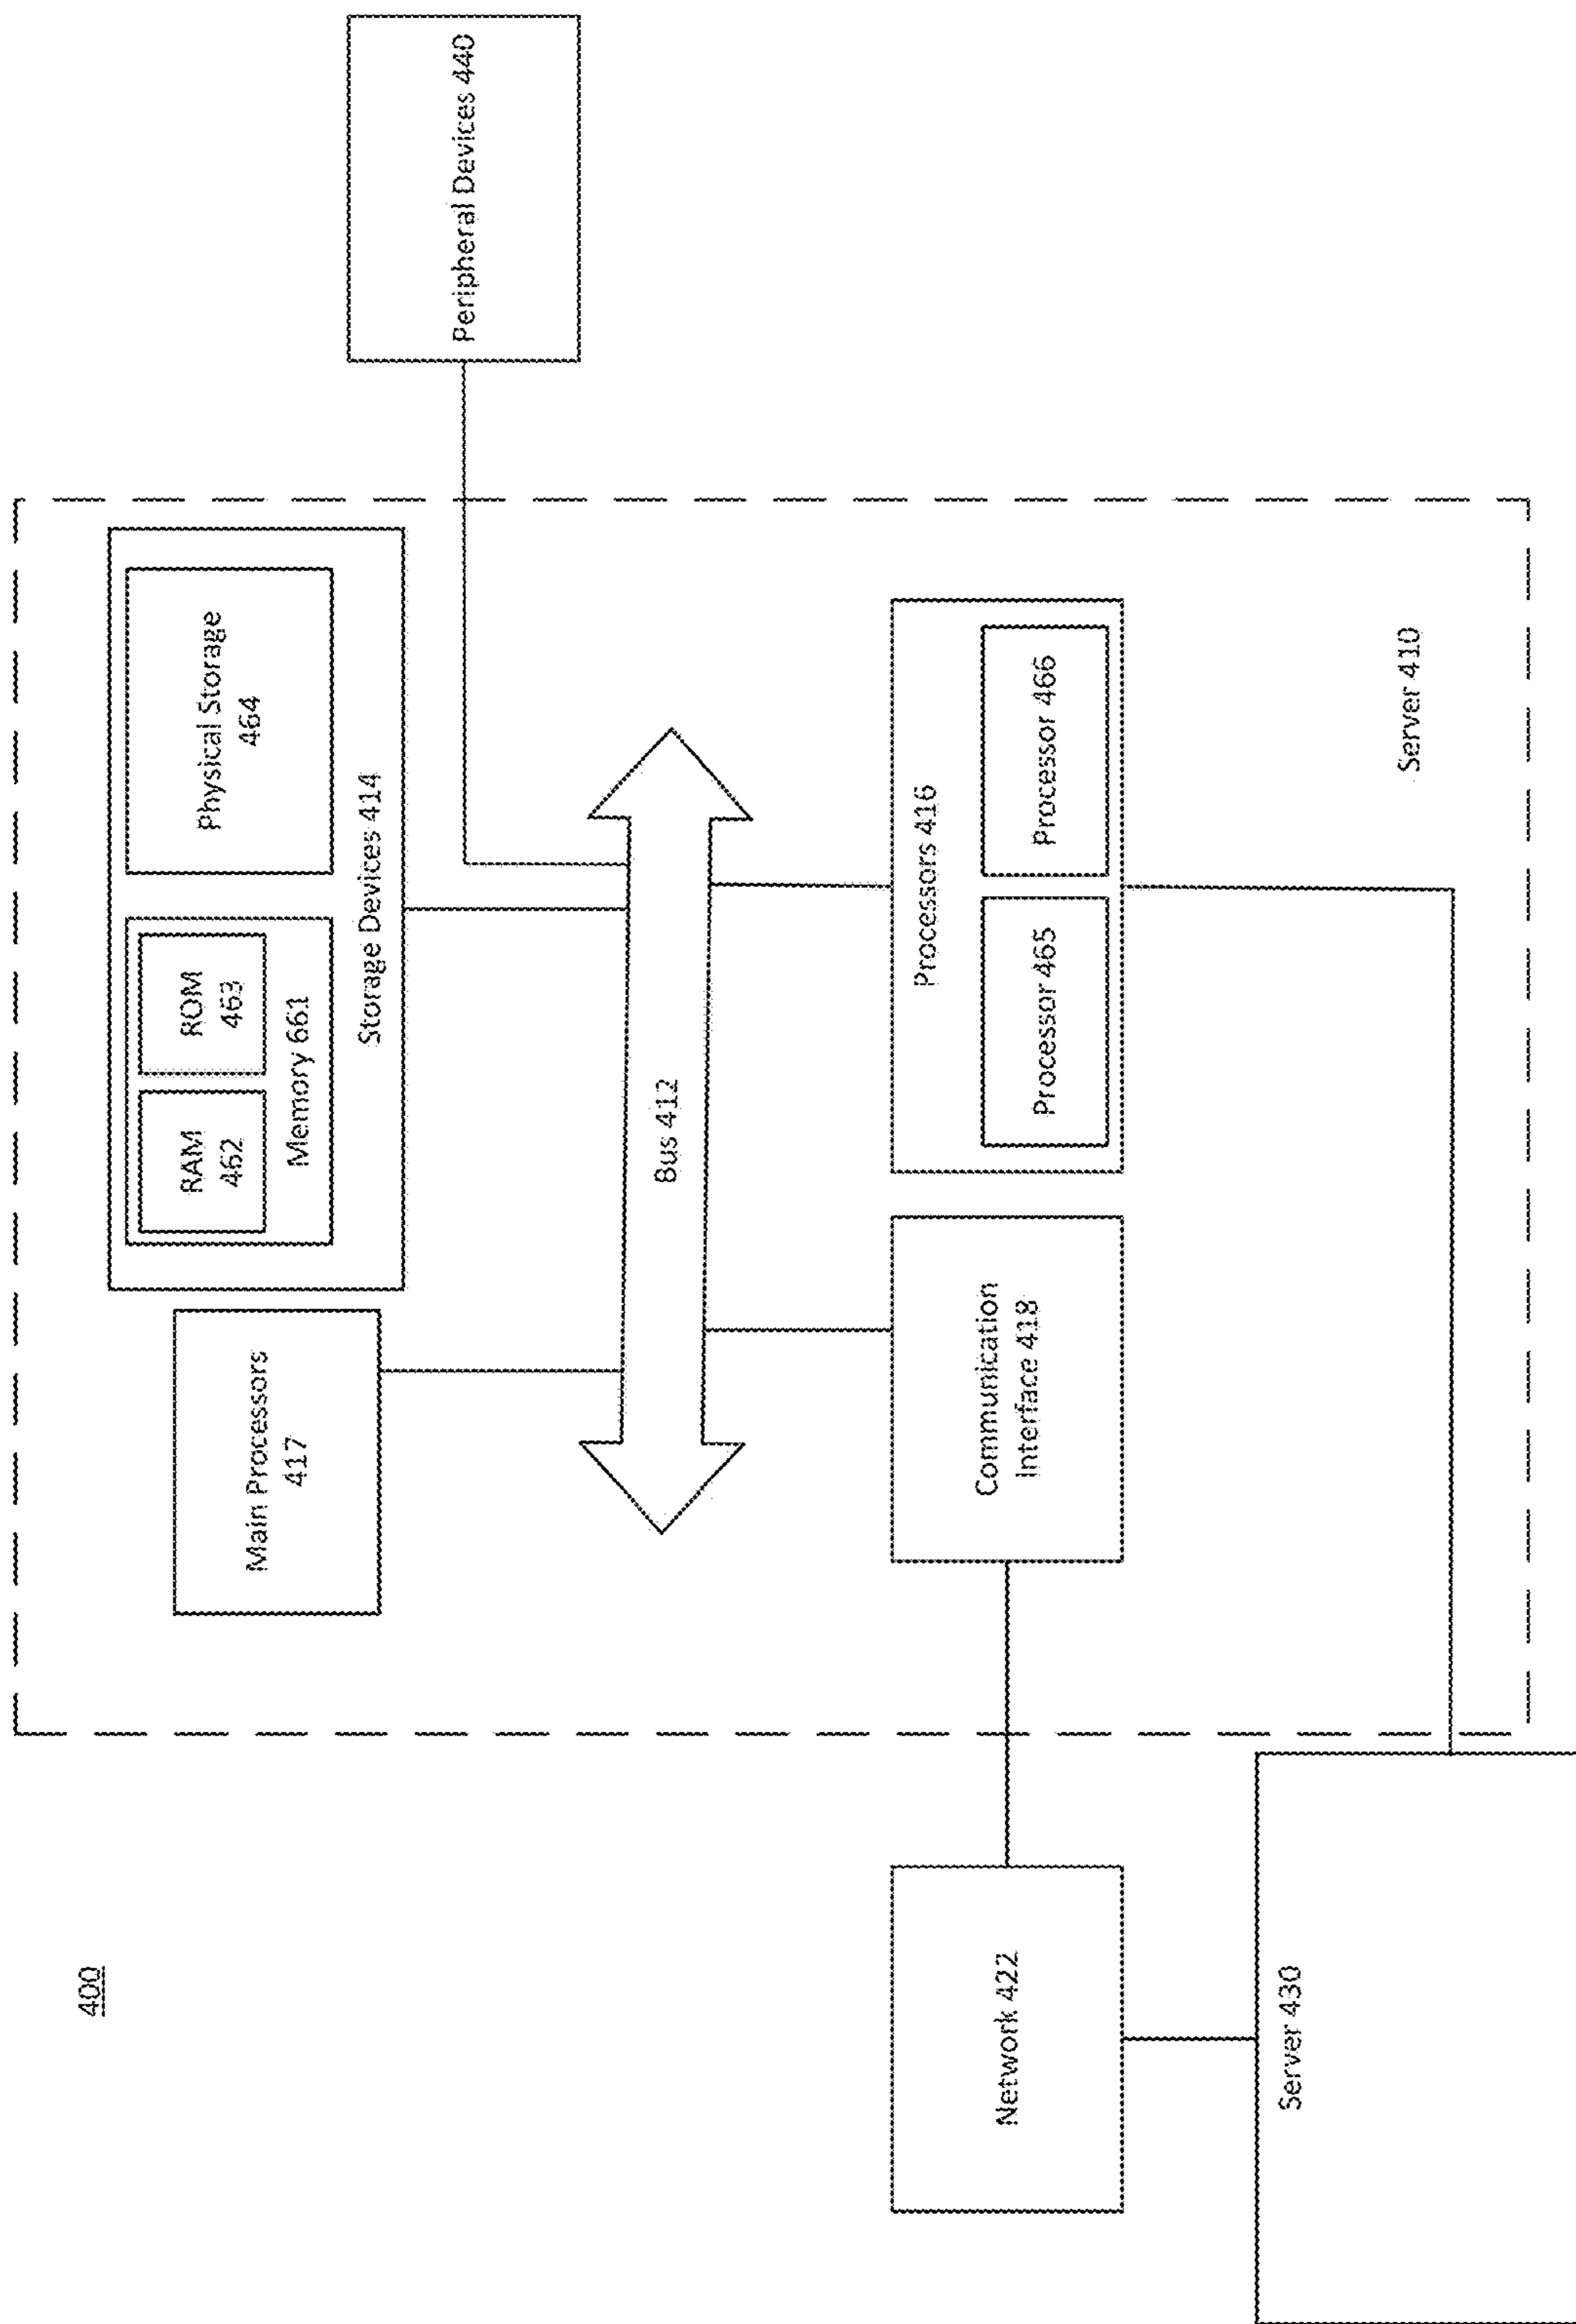 400
Main Processors
417
RAM
462
ROM
463
Memory 661
Physical Storage
464
Storage Devices 414
Peripheral Devices 440
Bus 412
Communication
Interface 418
Processors 416
Processor 465
Processor 466
Network 422
Server 430
Server 410